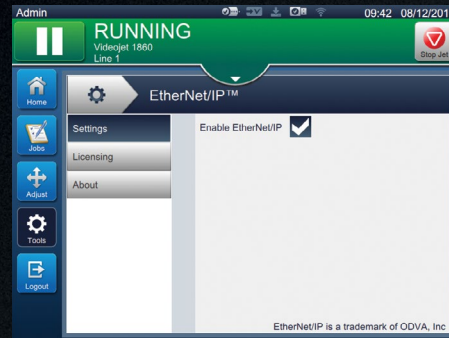 Admin
09:42 08/12/201
RUNNING
Videojet 1860
Line 1
Stop Jet
Home
EtherNet/IP™
Settings
Enable EtherNet/IP
Jobs
Licensing
About
Adjust
Tools
Logout
EtherNet/IP is a trademark of ODVA, Inc